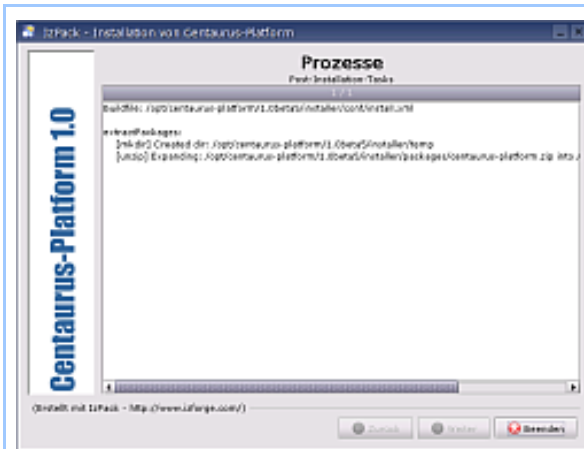 IzPack - Installation von Centaurus-Platform
Centaurus-Platform 1.0
Prozesse
Post-Installation-Tasks
1 / 1
Buildfile: /opt/centaurus-platform/1.0beta5/installer/conf/install.xml
extractPackages:
[mkdir] Created dir: /opt/centaurus-platform/1.0beta5/installer/temp
[unzip] Expanding: /opt/centaurus-platform/1.0beta5/installer/packages/centaurus-platform.zip into /
(Erstellt mit IzPack - http://www.izforge.com/)
Zurück
Weiter
Beenden